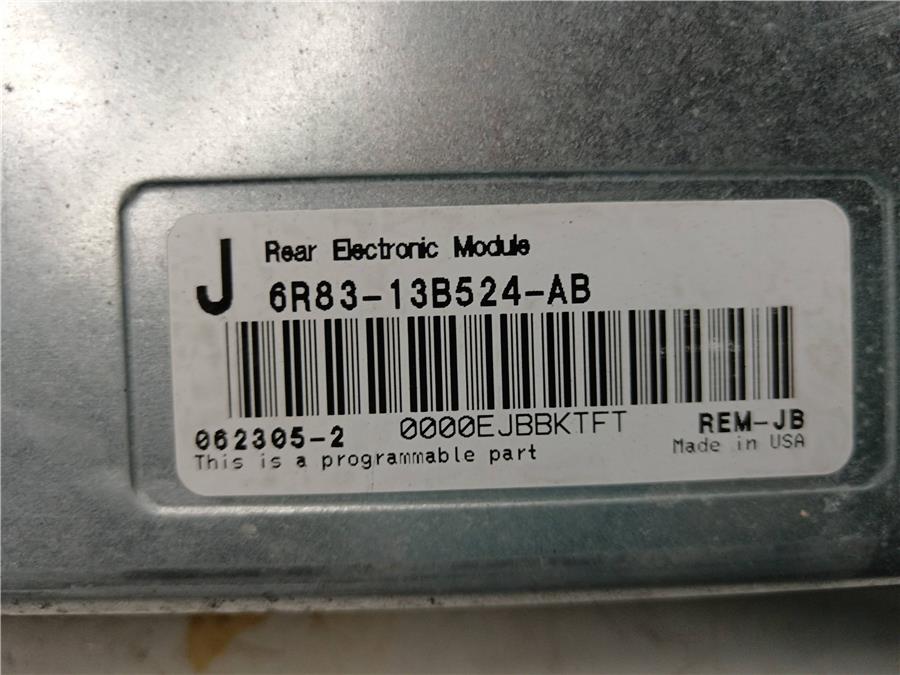 J Rear Electronic Module
6R83-13B524-AB
062305-2 0000EJBBKTFT REM-JB
This is a programmable part Made in USA